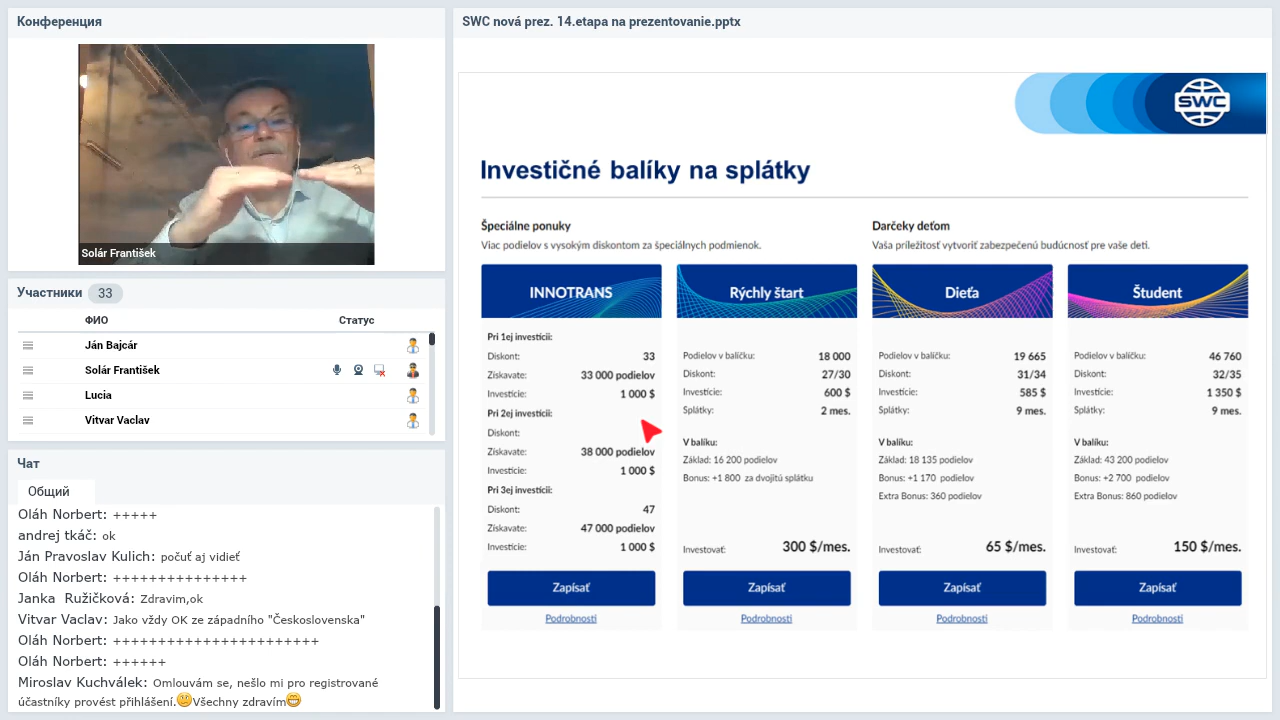 Конференция
Solár František
Участники 33
ФИО Статус
Ján Bajcár
Solár František
Lucia
Vitvar Vaclav
Чат
Общий
Oláh Norbert: +++++
andrej tkáč: ok
Ján Pravoslav Kulich: počuť aj vidieť
Oláh Norbert: +++++++++++++++
Janka Ružičková: Zdravim,ok
Vitvar Vaclav: Jako vždy OK ze západního "Československa"
Oláh Norbert: +++++++++++++++++++++++
Oláh Norbert: ++++++
Miroslav Kuchválek: Omlouvám se, nešlo mi pro registrované
účastníky provést přihlášení.🙂Všechny zdravím😁
SWC nová prez. 14.etapa na prezentovanie.pptx
SWC
Investičné balíky na splátky
Špeciálne ponuky
Viac podielov s vysokým diskontom za špeciálnych podmienok.
Darčeky deťom
Vaša príležitosť vytvoriť zabezpečenú budúcnosť pre vaše deti.
INNOTRANS
Pri 1ej investícii:
Diskont: 33
Získavate: 33 000 podielov
Investície: 1 000 $
Pri 2ej investícii:
Diskont:
Získavate: 38 000 podielov
Investície: 1 000 $
Pri 3ej investícii:
Diskont: 47
Získavate: 47 000 podielov
Investície: 1 000 $
Zapísať
Podrobnosti
Rýchly štart
Podielov v balíčku: 18 000
Diskont: 27/30
Investície: 600 $
Splátky: 2 mes.
V balíku:
Základ: 16 200 podielov
Bonus: +1 800 za dvojitú splátku
Investovať: 300 $/mes.
Zapísať
Podrobnosti
Dieťa
Podielov v balíčku: 19 665
Diskont: 31/34
Investície: 585 $
Splátky: 9 mes.
V balíku:
Základ: 18 135 podielov
Bonus: +1 170 podielov
Extra Bonus: 360 podielov
Investovať: 65 $/mes.
Zapísať
Podrobnosti
Študent
Podielov v balíčku: 46 760
Diskont: 32/35
Investície: 1 350 $
Splátky: 9 mes.
V balíku:
Základ: 43 200 podielov
Bonus: +2 700 podielov
Extra Bonus: 860 podielov
Investovať: 150 $/mes.
Zapísať
Podrobnosti